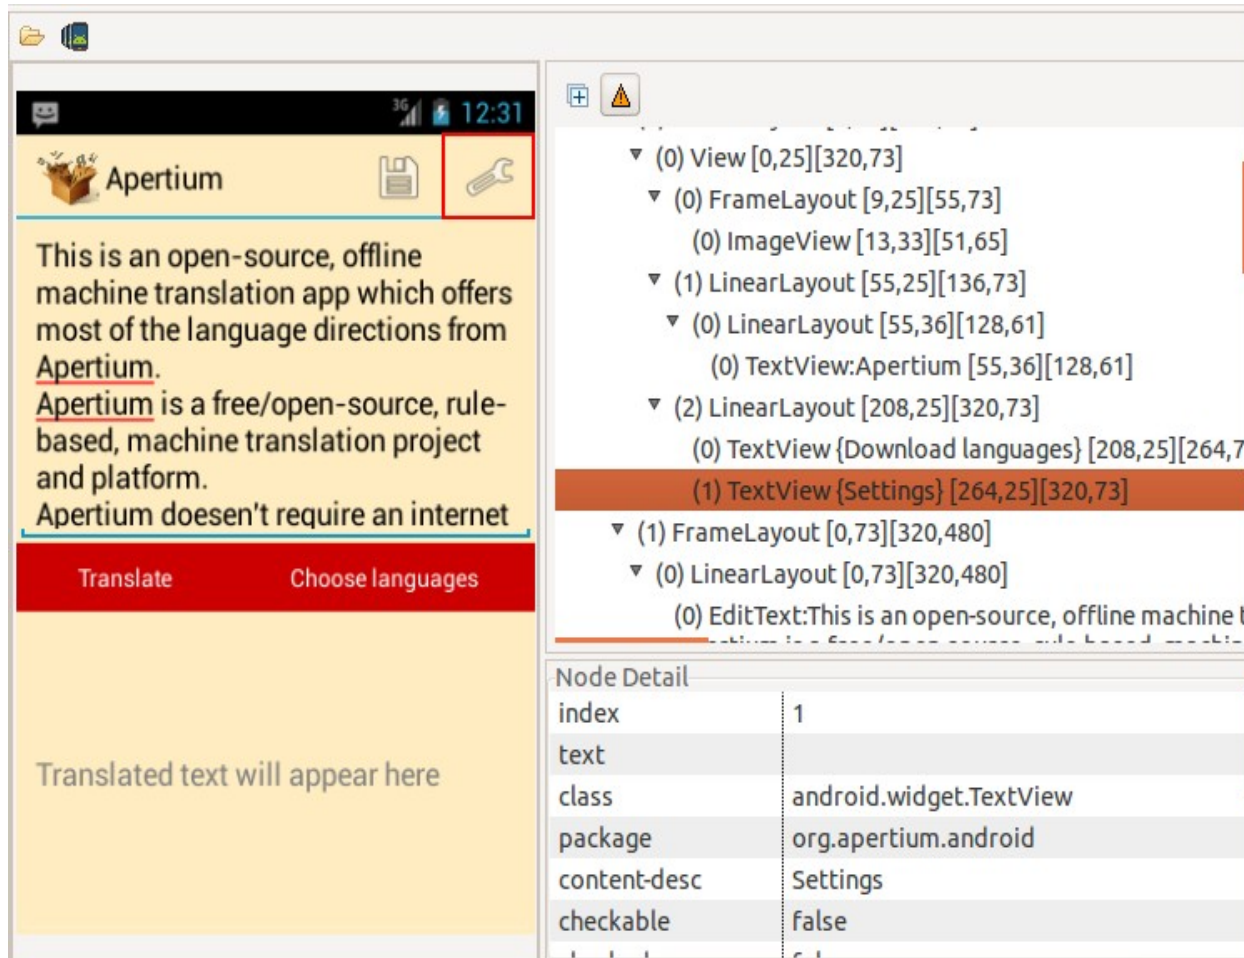 3G 12:31
Apertium
This is an open-source, offline
machine translation app which offers
most of the language directions from
Apertium.
Apertium is a free/open-source, rule-
based, machine translation project
and platform.
Apertium doesen't require an internet
Translate Choose languages
Translated text will appear here
(0) View [0,25][320,73]
(0) FrameLayout [9,25][55,73]
(0) ImageView [13,33][51,65]
(1) LinearLayout [55,25][136,73]
(0) LinearLayout [55,36][128,61]
(0) TextView:Apertium [55,36][128,61]
(2) LinearLayout [208,25][320,73]
(0) TextView {Download languages} [208,25][264,7
(1) TextView {Settings} [264,25][320,73]
(1) FrameLayout [0,73][320,480]
(0) LinearLayout [0,73][320,480]
(0) EditText:This is an open-source, offline machine t
Node Detail
index 1
text
class android.widget.TextView
package org.apertium.android
content-desc Settings
checkable false